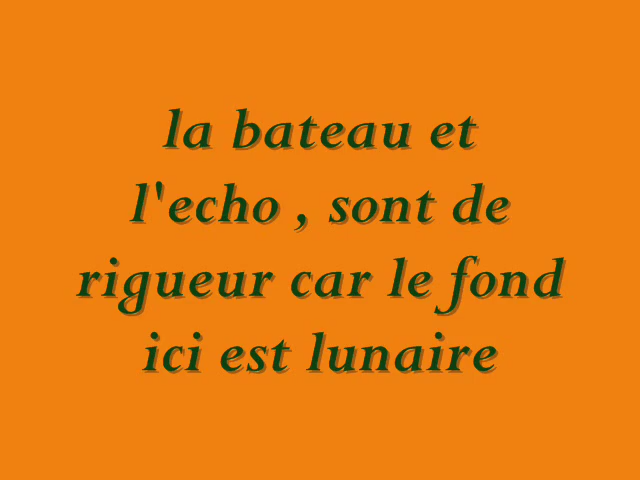 la bateau et
l'echo , sont de
rigueur car le fond
ici est lunaire